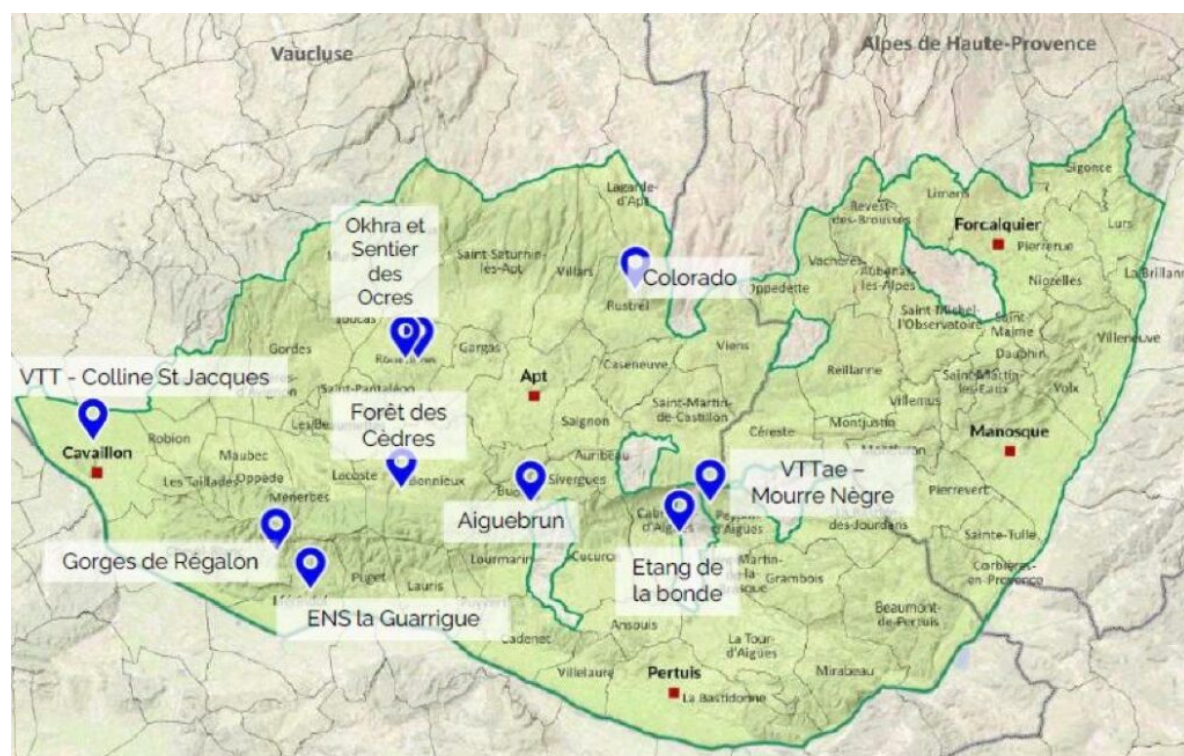 Vaucluse
Alpes de Haute-Provence
Sigonce
Lagarde-
d'Apt
Limans
Revest-
des-Brousses
Lurs
Okhra et
Sentier
des
Ocres
Forcalquier
Pierrerue
Saint-Saturnin-
lès-Apt
Villars
Vachères
Colorado
Oppedette
Aubenas-
les-Alpes
Niozelles
La Brillanne
Rustrel
Saint-Michel-
l'Observatoire
Saint-
Maime
Villeneuve
Gordes
Gargas
Dauphin
Caseneuve
Viens
Reillanne
VTT - Colline St Jacques
Apt
Saint-Pantaléon
Saint-Martin-
les-Eaux
Volx
Villemus
Forêt des
Cèdres
Saint-Martin-
de-Castillon
Saignon
Montjustin
Céreste
Manosque
Cavaillon
Robion
Maubec
Auribeau
Les Taillades
Oppède
Lacoste
Bonnieux
Sivergues
VTTae –
Mourre Nègre
Ménerbes
Pierrevert
Aiguebrun
Gorges de Régalon
Sainte-Tulle
Lourmarin
Etang de
la bonde
Corbières-
en-Provence
Puget
Lauris
Grambois
ENS la Guarrigue
Beaumont-
de-Pertuis
Ansouis
Cadenet
La Tour-
d'Aigues
Villelaure
Mirabeau
Pertuis
La Bastidonne